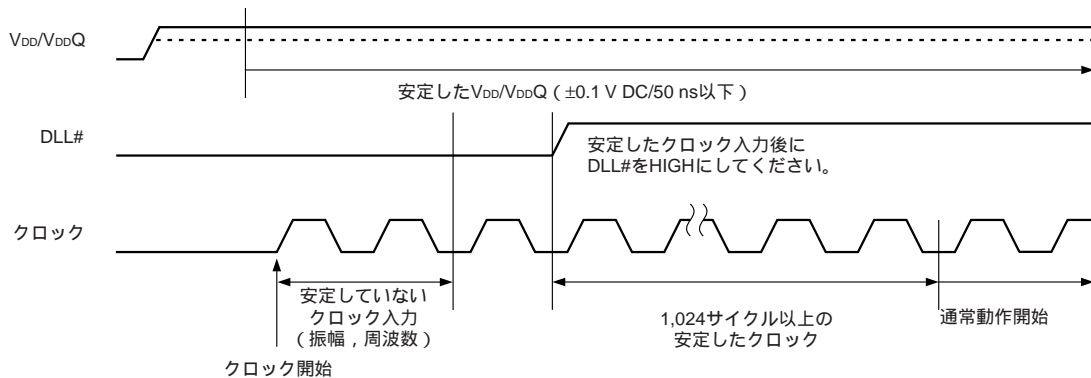 VDD/VDDQ
安定したVDD/VDDQ（±0.1 V DC/50 ns以下）
DLL#
安定したクロック入力後に
DLL#をHIGHにしてください。
クロック
安定していない
クロック入力
（振幅，周波数）
クロック開始
1,024サイクル以上の
安定したクロック
通常動作開始